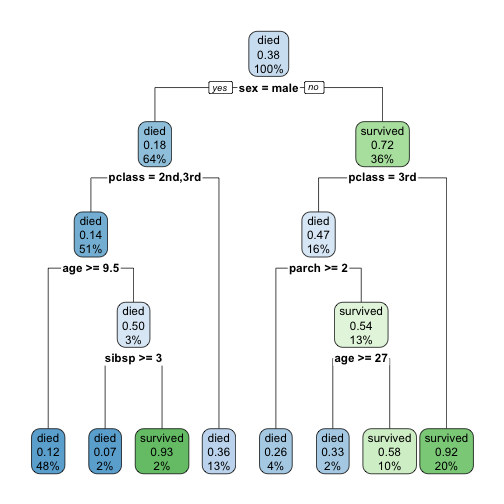 died
0.38
100%
yes sex = male no
died
0.18
64%
survived
0.72
36%
pclass = 2nd,3rd
pclass = 3rd
died
0.14
51%
died
0.47
16%
age >= 9.5
parch >= 2
died
0.50
3%
survived
0.54
13%
sibsp >= 3
age >= 27
died
0.12
48%
died
0.07
2%
survived
0.93
2%
died
0.36
13%
died
0.26
4%
died
0.33
2%
survived
0.58
10%
survived
0.92
20%